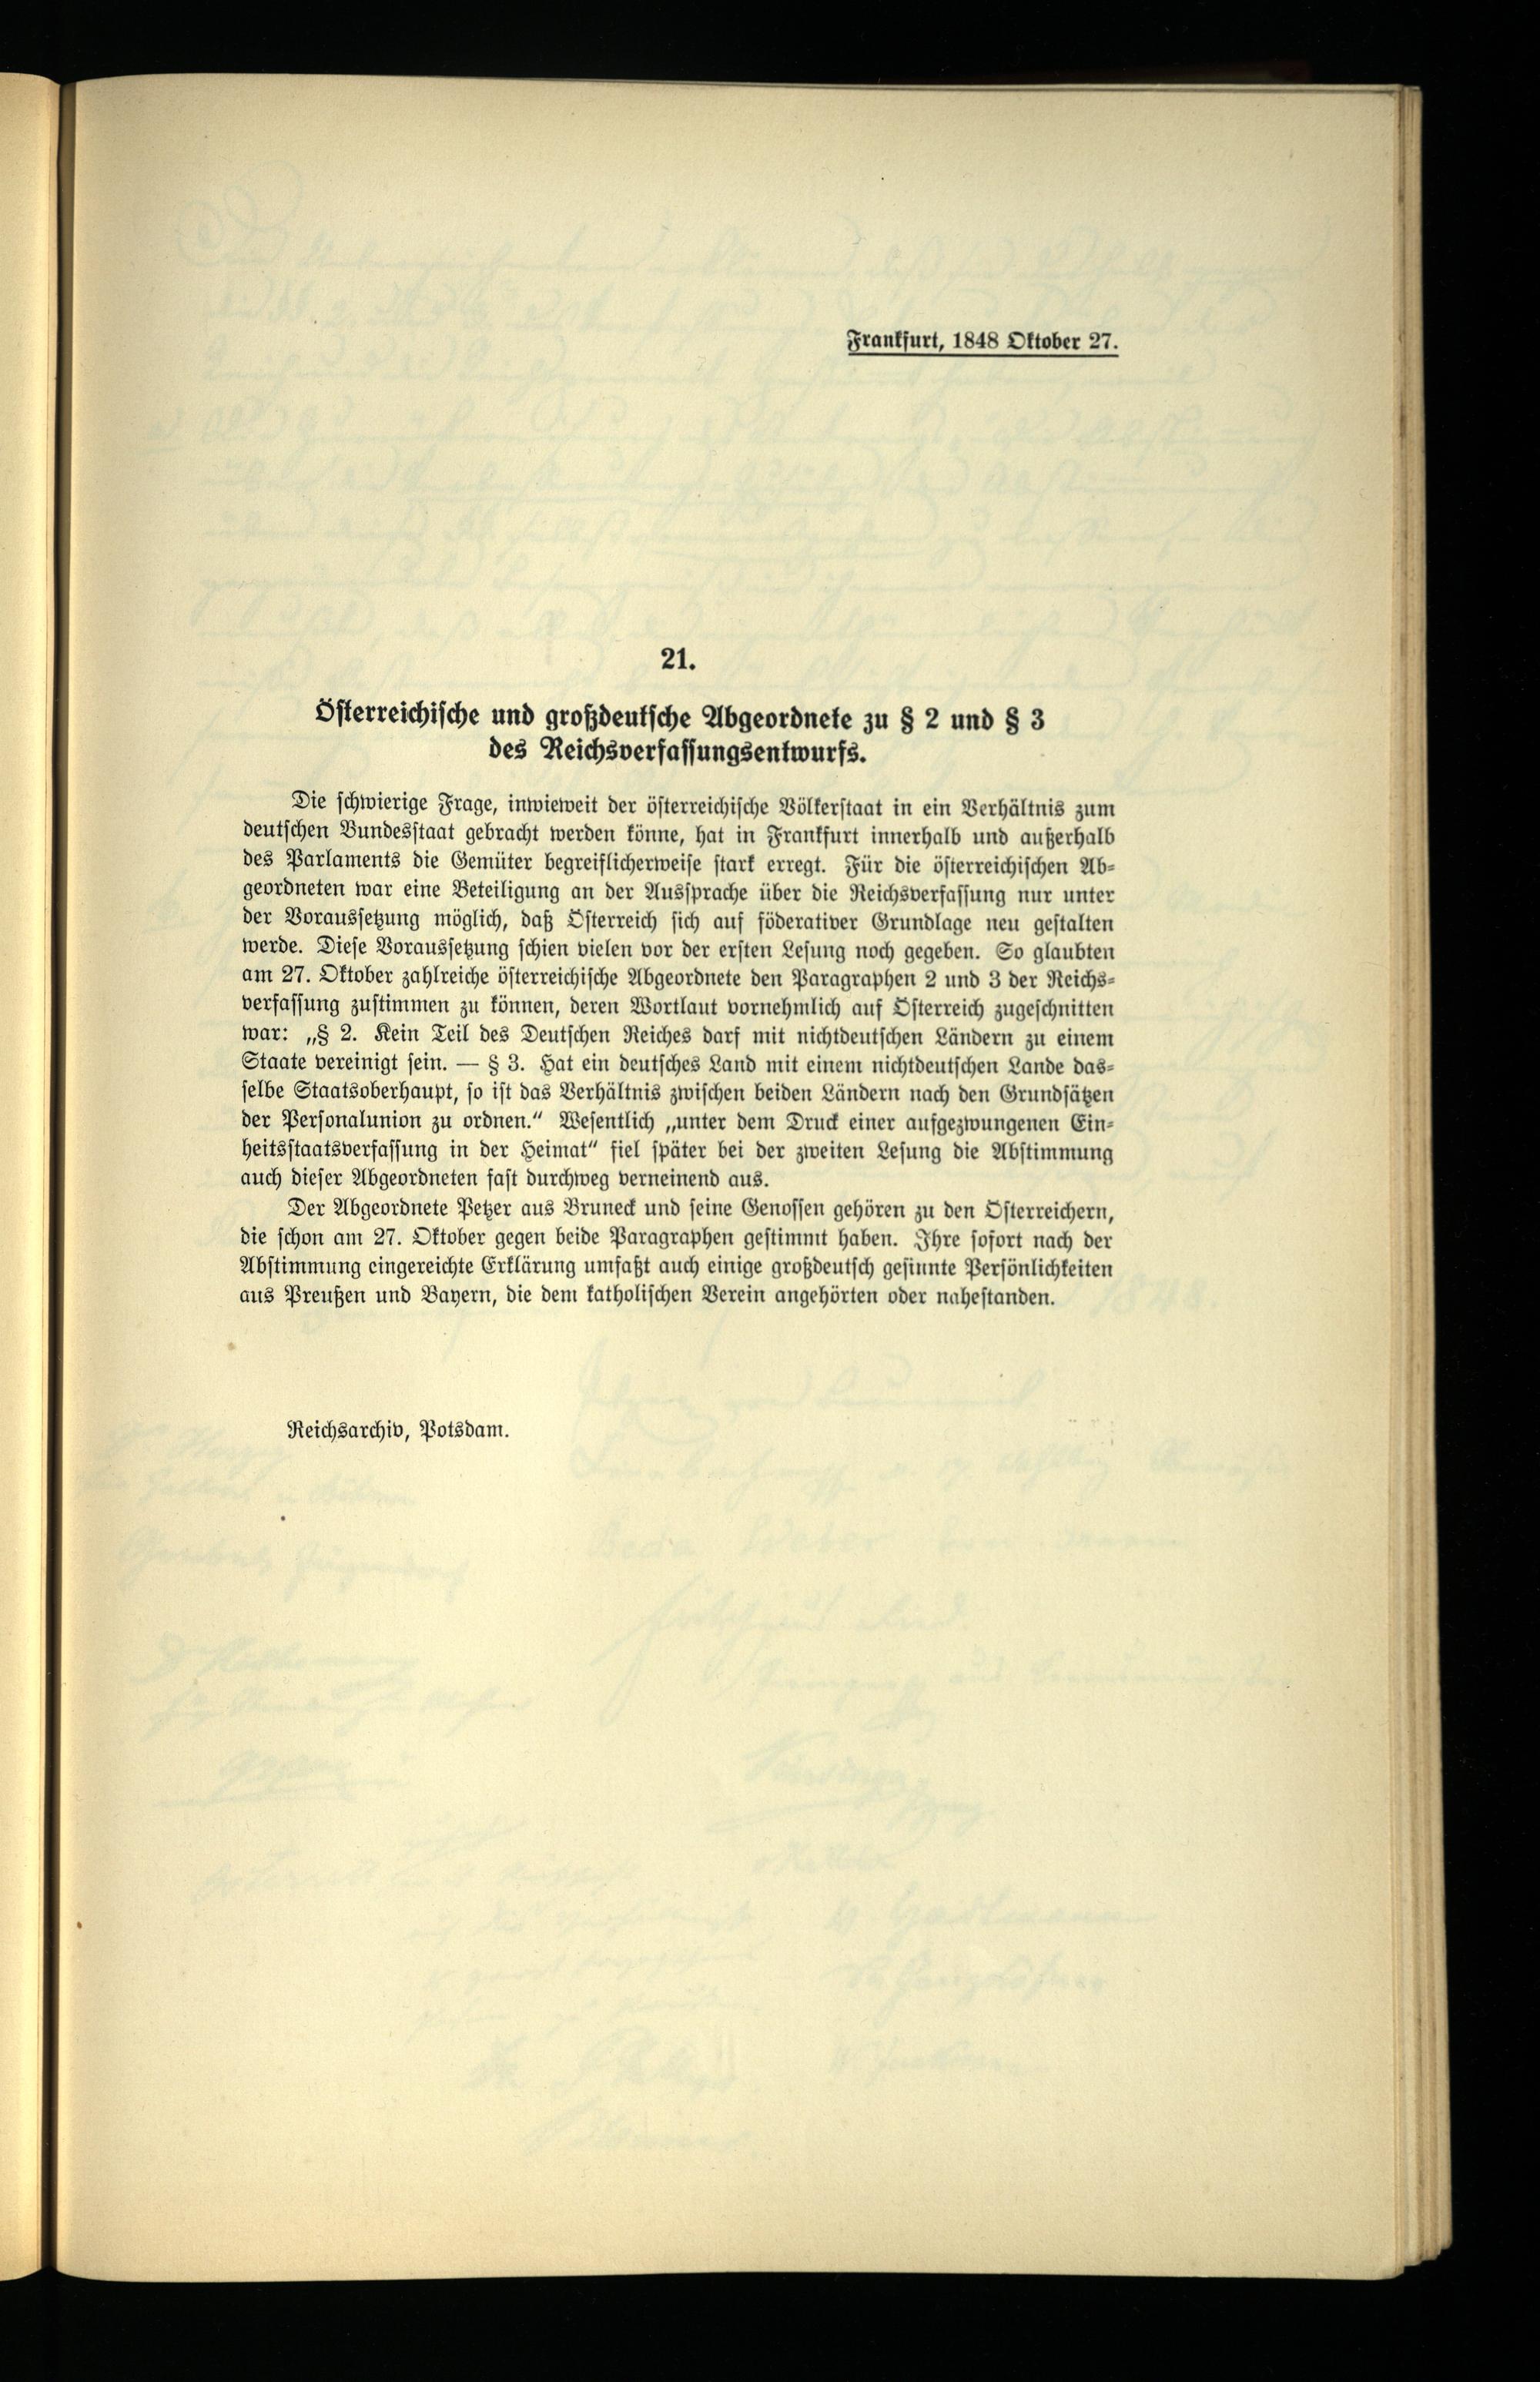 Frankfurt, 1848 Oktober 27.
21.
Österreichische und großdeutsche Abgeordnete zu § 2 und § 3
des Reichsverfassungsentwurfs.
Die schwierige Frage, inwieweit der österreichische Völkerstaat in ein Verhältnis zum
deutschen Bundesstaat gebracht werden könne, hat in Frankfurt innerhalb und außerhalb
des Parlaments die Gemüter begreiflicherweise stark erregt. Für die österreichischen Ab-
geordneten war eine Beteiligung an der Aussprache über die Reichsverfassung nur unter
der Voraussetzung möglich, daß Österreich sich auf föderativer Grundlage neu gestalten
werde. Diese Voraussetzung schien vielen vor der ersten Lesung noch gegeben. So glaubten
am 27. Oktober zahlreiche österreichische Abgeordnete den Paragraphen 2 und 3 der Reichs-
verfassung zustimmen zu können, deren Wortlaut vornehmlich auf Österreich zugeschnitten
war: „§ 2. Kein Teil des Deutschen Reiches darf mit nichtdeutschen Ländern zu einem
Staate vereinigt sein. — § 3. Hat ein deutsches Land mit einem nichtdeutschen Lande das-
selbe Staatsoberhaupt, so ist das Verhältnis zwischen beiden Ländern nach den Grundsätzen
der Personalunion zu ordnen.“ Wesentlich „unter dem Druck einer aufgezwungenen Ein-
heitsstaatsverfassung in der Heimat“ fiel später bei der zweiten Lesung die Abstimmung
auch dieser Abgeordneten fast durchweg verneinend aus.
Der Abgeordnete Petzer aus Bruneck und seine Genossen gehören zu den Österreichern,
die schon am 27. Oktober gegen beide Paragraphen gestimmt haben. Ihre sofort nach der
Abstimmung eingereichte Erklärung umfaßt auch einige großdeutsch gesinnte Persönlichkeiten
aus Preußen und Bayern, die dem katholischen Verein angehörten oder nahestanden.
Reichsarchiv, Potsdam.